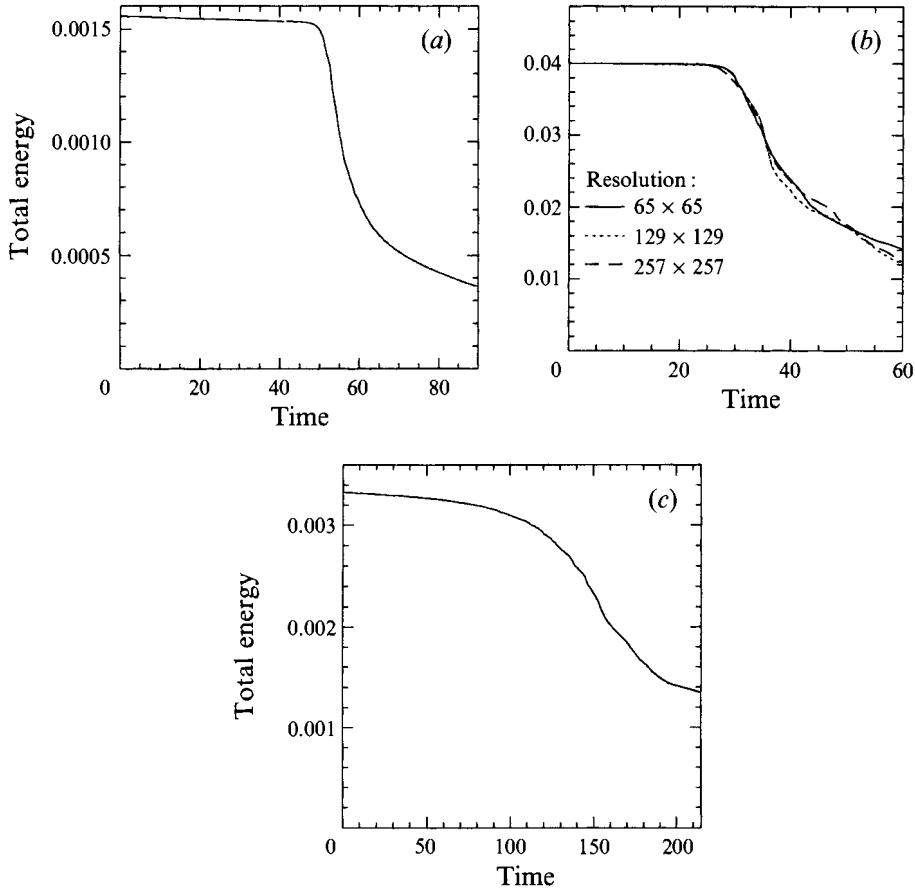 (a)
0.0015
0.0010
0.0005
0 20 40 60 80
Time
Total energy
(b)
0.04
0.03
0.02
0.01
Resolution :
65 × 65
129 × 129
257 × 257
0 20 40 60
Time
(c)
0.003
0.002
0.001
0 50 100 150 200
Time
Total energy